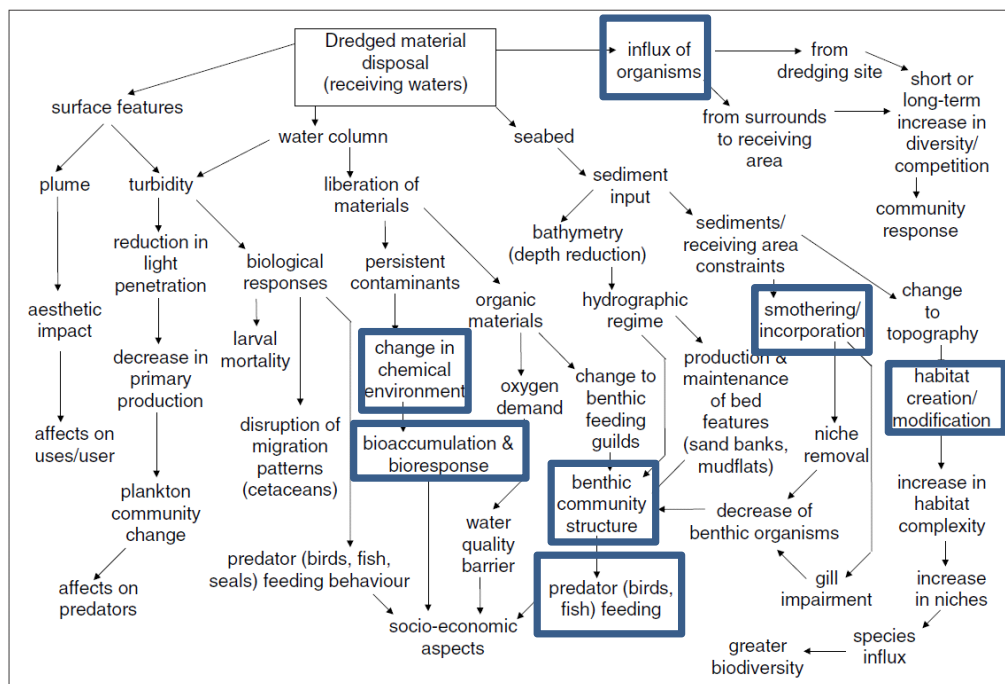 Dredged material
disposal
(receiving waters)
influx of
organisms
from
dredging site
short or
long-term
increase in
diversity/
competition
surface features
from surrounds
to receiving
area
water column
seabed
plume
turbidity
liberation of
materials
sediment
input
community
response
reduction in
light
penetration
biological
responses
persistent
contaminants
bathymetry
(depth reduction)
sediments/
receiving area
constraints
aesthetic
impact
larval
mortality
organic
materials
hydrographic
regime
smothering/
incorporation
change
to
topography
change in
chemical
environment
decrease in
primary
production
oxygen
demand
change to
benthic
feeding
guilds
production &
maintenance
of bed
features
(sand banks,
mudflats)
habitat
creation/
modification
affects on
uses/user
disruption of
migration
patterns
(cetaceans)
bioaccumulation &
bioresponse
niche
removal
plankton
community
change
benthic
community
structure
decrease of
benthic organisms
increase in
habitat
complexity
water
quality
barrier
predator (birds, fish,
seals) feeding behaviour
predator (birds,
fish) feeding
gill
impairment
increase
in niches
affects on
predators
socio-economic
aspects
species
influx
greater
biodiversity